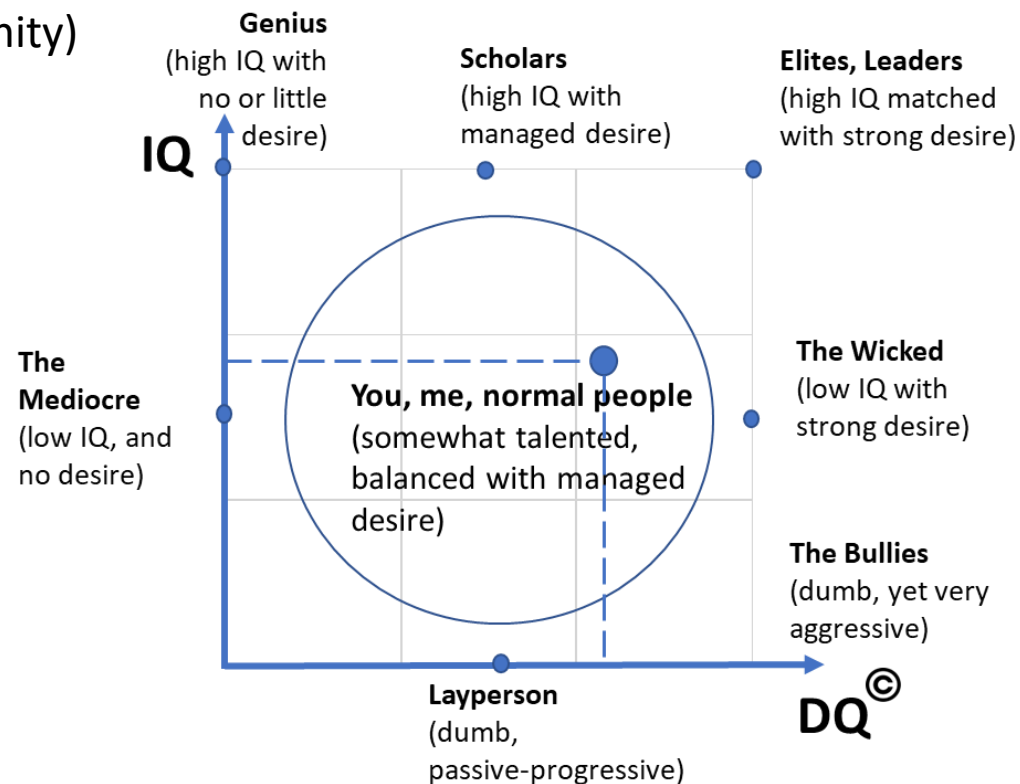 nity)
Genius
(high IQ with
no or little
desire)
Scholars
(high IQ with
managed desire)
Elites, Leaders
(high IQ matched
with strong desire)
IQ
The
Mediocre
(low IQ, and
no desire)
You, me, normal people
(somewhat talented,
balanced with managed
desire)
The Wicked
(low IQ with
strong desire)
The Bullies
(dumb, yet very
aggressive)
Layperson
(dumb,
passive-progressive)
DQ©